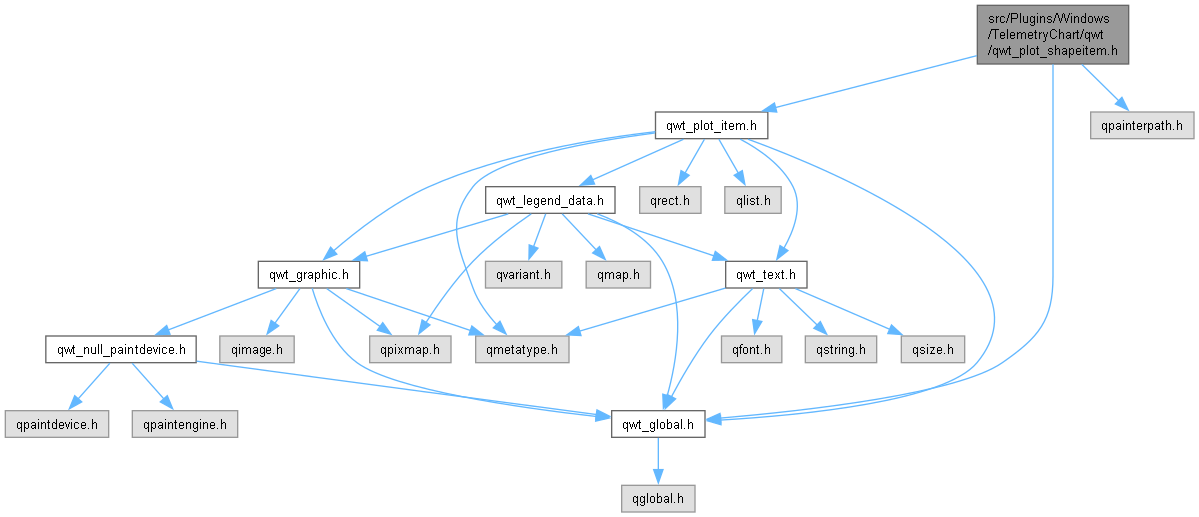 src/Plugins/Windows
/TelemetryChart/qwt
/qwt_plot_shapeitem.h
qwt_plot_item.h
qpainterpath.h
qwt_legend_data.h
qrect.h
qlist.h
qwt_graphic.h
qvariant.h
qmap.h
qwt_text.h
qwt_null_paintdevice.h
qimage.h
qpixmap.h
qmetatype.h
qfont.h
qstring.h
qsize.h
qpaintdevice.h
qpaintengine.h
qwt_global.h
qglobal.h